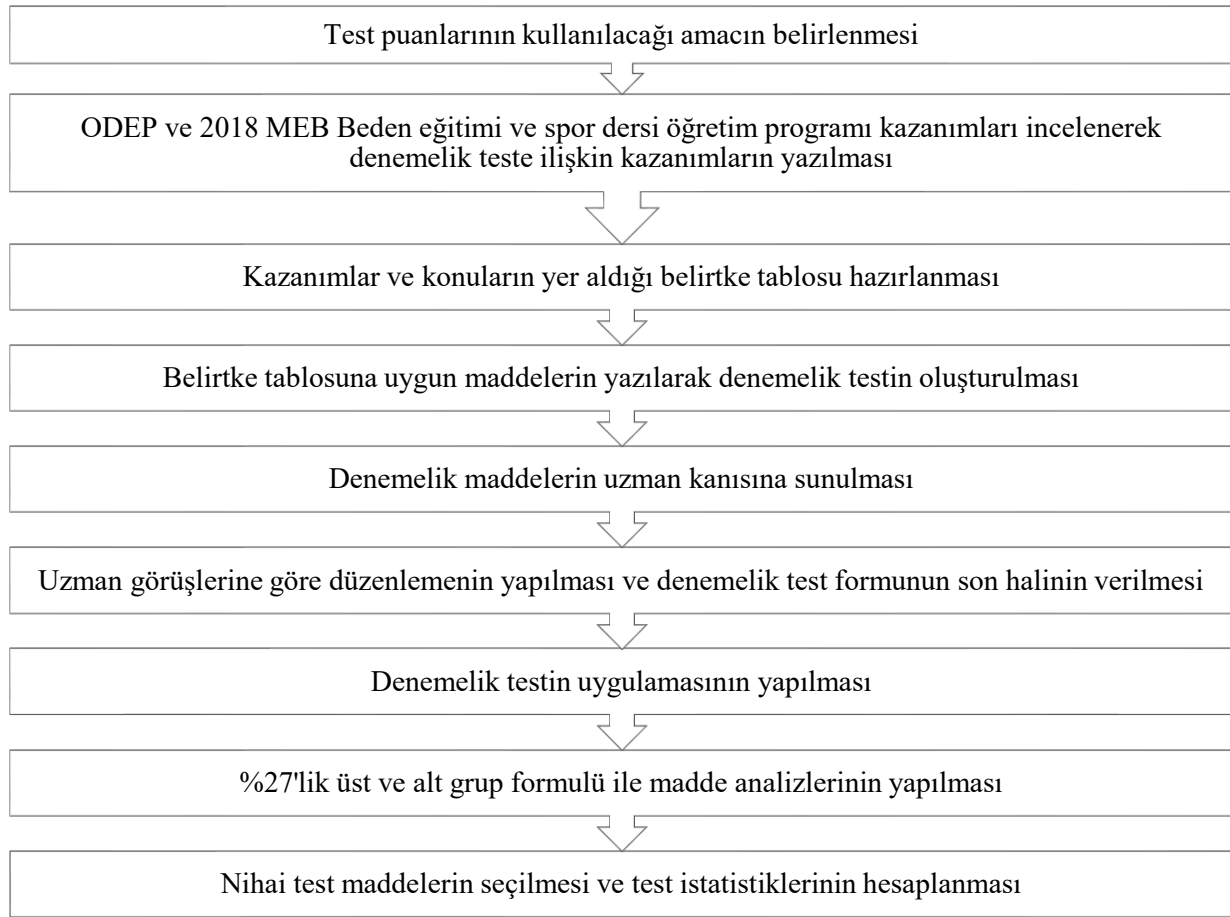 Test puanlarının kullanılacağı amacın belirlenmesi
ODEP ve 2018 MEB Beden eğitimi ve spor dersi öğretim programı kazanımları incelenerek
denemelik teste ilişkin kazanımların yazılması
Kazanımlar ve konuların yer aldığı belirtke tablosu hazırlanması
Belirtke tablosuna uygun maddelerin yazılarak denemelik testin oluşturulması
Denemelik maddelerin uzman kanısına sunulması
Uzman görüşlerine göre düzenlemenin yapılması ve denemelik test formunun son halinin verilmesi
Denemelik testin uygulamasının yapılması
%27'lik üst ve alt grup formulü ile madde analizlerinin yapılması
Nihai test maddelerin seçilmesi ve test istatistiklerinin hesaplanması